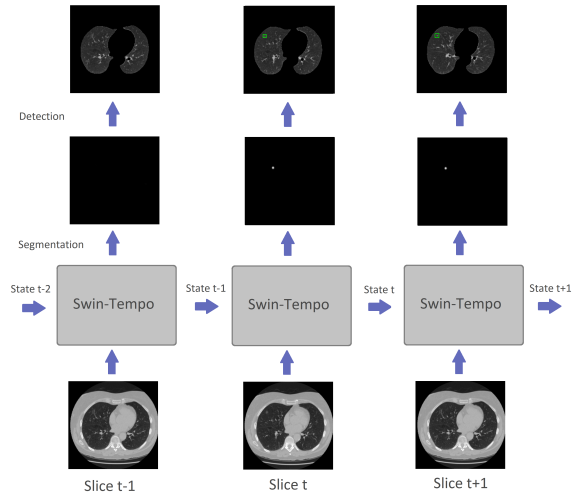 Detection
Segmentation
State t-2
Swin-Tempo
State t-1
Swin-Tempo
State t
Swin-Tempo
State t+1
Slice t-1
Slice t
Slice t+1